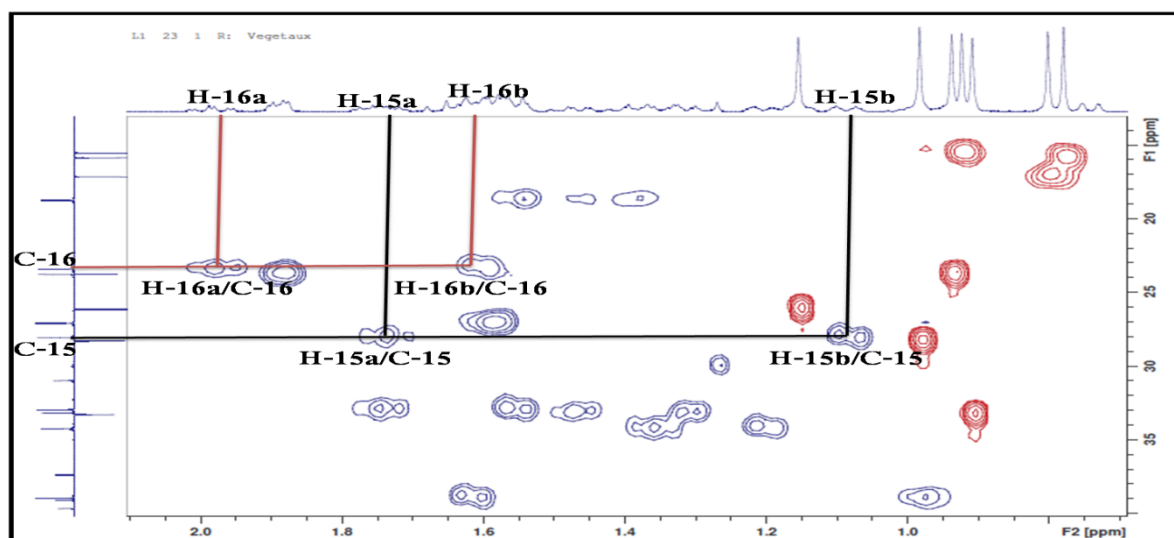 L1 23 1 R: Vegetaux
H-16a
H-15a
H-16b
H-15b
F1 [ppm]
20
C-16
H-16a/C-16
H-16b/C-16
25
C-15
H-15a/C-15
H-15b/C-15
30
35
2.0
1.8
1.6
1.4
1.2
1.0
F2 [ppm]